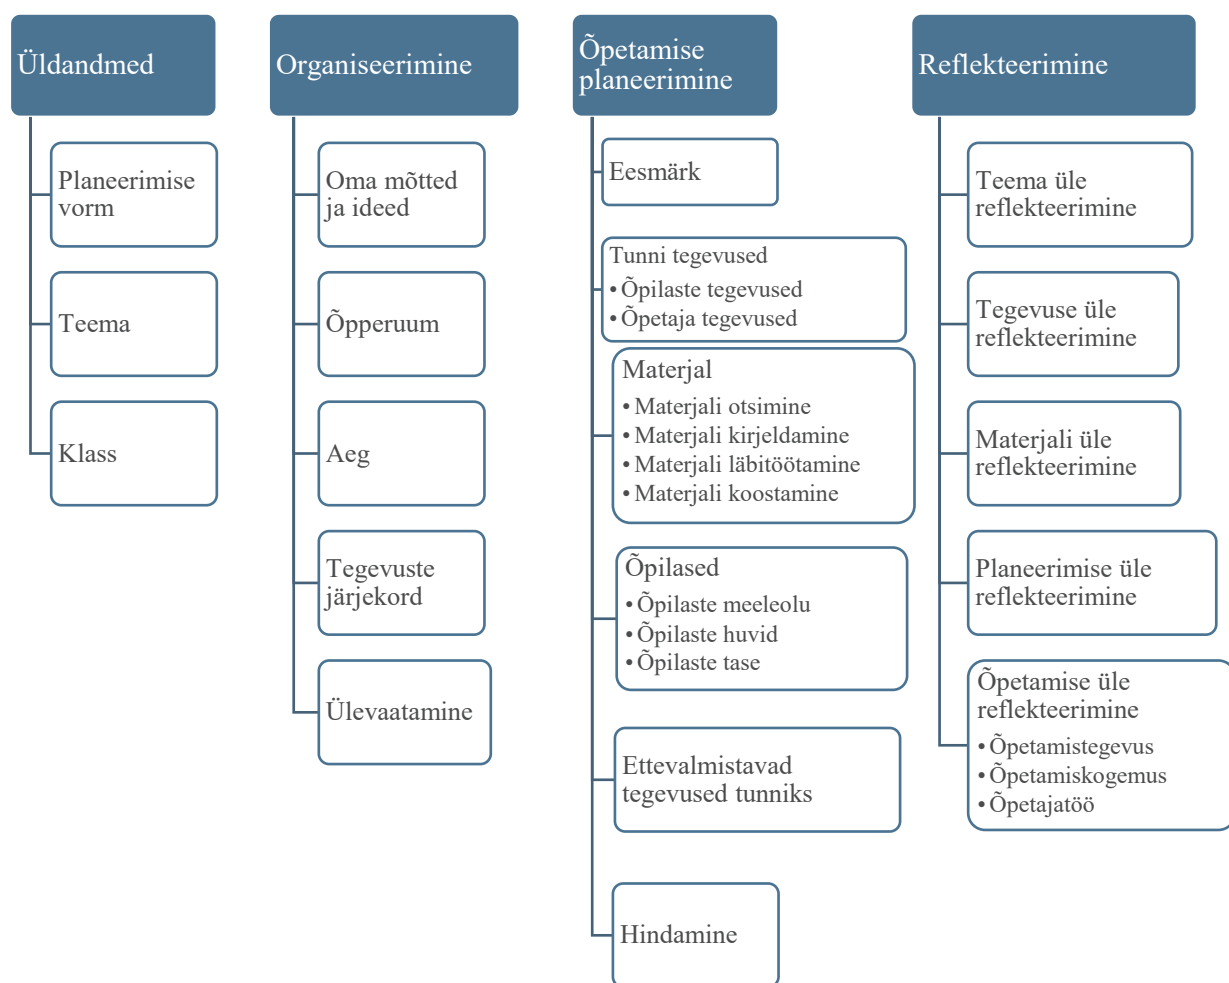 Üldandmed
Planeerimise
vorm
Teema
Klass
Organiseerimine
Oma mõtted
ja ideed
Õpperuum
Aeg
Tegevuste
järjekord
Ülevaatamine
Õpetamise
planeerimine
Eesmärk
Tunni tegevused
• Õpilaste tegevused
• Õpetaja tegevused
Materjal
• Materjali otsimine
• Materjali kirjeldamine
• Materjali läbitöötamine
• Materjali koostamine
Õpilased
• Õpilaste meeleolu
• Õpilaste huvid
• Õpilaste tase
Ettevalmistavad
tegevused tunniks
Hindamine
Reflekteerimine
Teema üle
reflekteerimine
Tegevuse üle
reflekteerimine
Materjali üle
reflekteerimine
Planeerimise üle
reflekteerimine
Õpetamise üle
reflekteerimine
• Õpetamistegevus
• Õpetamiskogemus
• Õpetajatöö